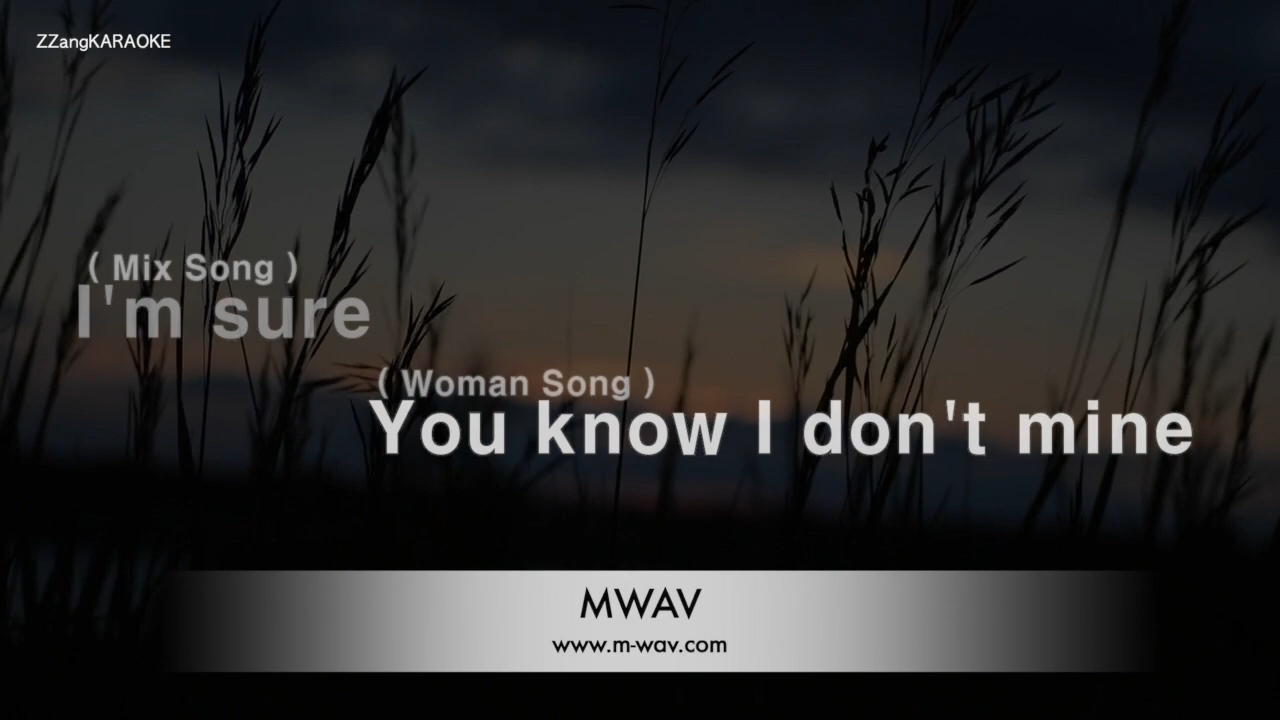 ZZangKARAOKE
( Mix Song )
I'm sure
( Woman Song )
You know I don't mine
MWAV
www.m-wav.com